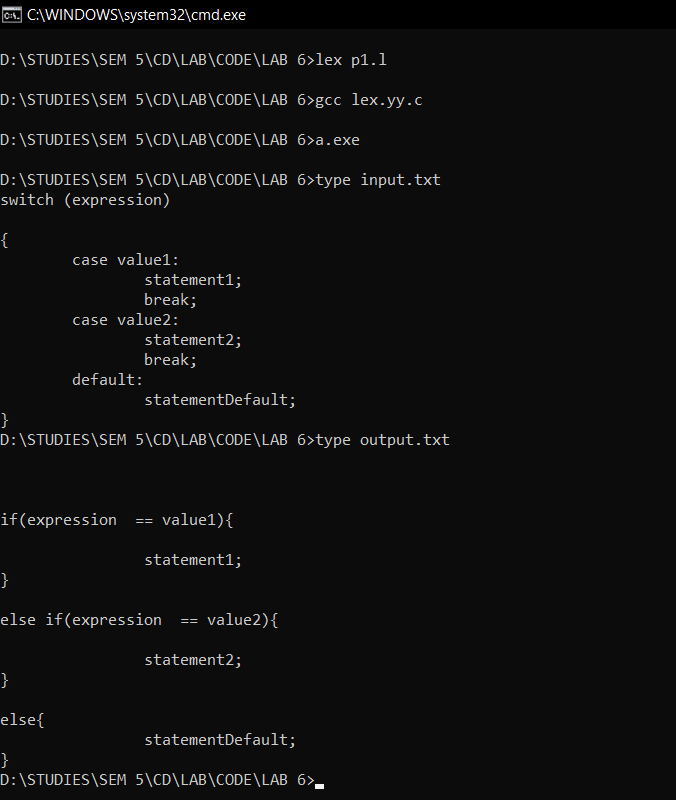 C:\WINDOWS\system32\cmd.exe
D:\STUDIES\SEM 5\CD\LAB\CODE\LAB 6>lex p1.l
D:\STUDIES\SEM 5\CD\LAB\CODE\LAB 6>gcc lex.yy.c
D:\STUDIES\SEM 5\CD\LAB\CODE\LAB 6>a.exe
D:\STUDIES\SEM 5\CD\LAB\CODE\LAB 6>type input.txt
switch (expression)
{
        case value1:
                statement1;
                break;
        case value2:
                statement2;
                break;
        default:
                statementDefault;
}
D:\STUDIES\SEM 5\CD\LAB\CODE\LAB 6>type output.txt
if(expression  == value1){
                statement1;
}
else if(expression  == value2){
                statement2;
}
else{
                statementDefault;
}
D:\STUDIES\SEM 5\CD\LAB\CODE\LAB 6>